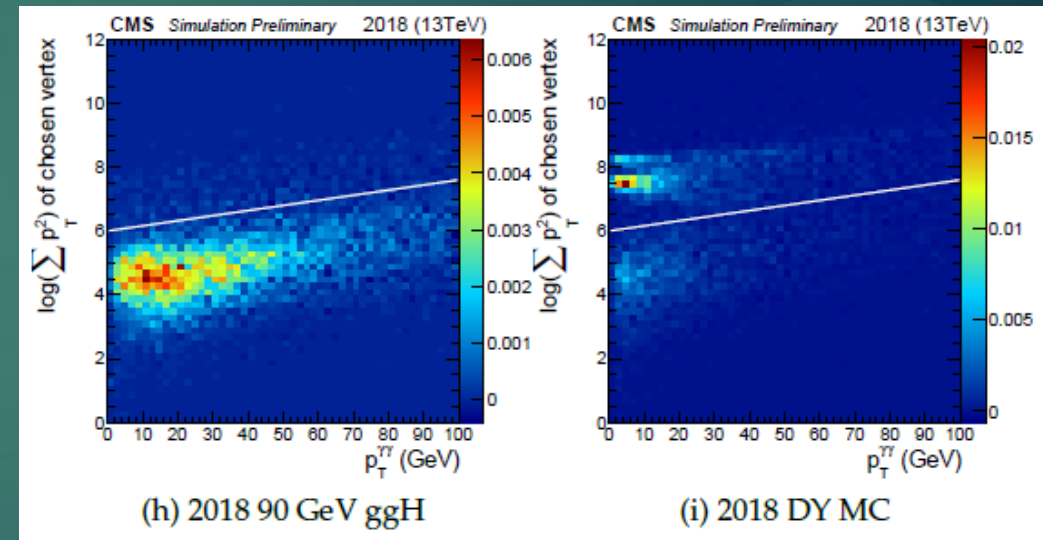 CMS Simulation Preliminary 2018 (13TeV)
log(∑ p_T^2) of chosen vertex
12
10
8
6
4
2
0
0 10 20 30 40 50 60 70 80 90 100
p_T^γγ (GeV)
0.006
0.005
0.004
0.003
0.002
0.001
0
(h) 2018 90 GeV ggH
CMS Simulation Preliminary 2018 (13TeV)
log(∑ p_T^2) of chosen vertex
12
10
8
6
4
2
0
0 10 20 30 40 50 60 70 80 90 100
p_T^γγ (GeV)
0.02
0.015
0.01
0.005
0
(i) 2018 DY MC